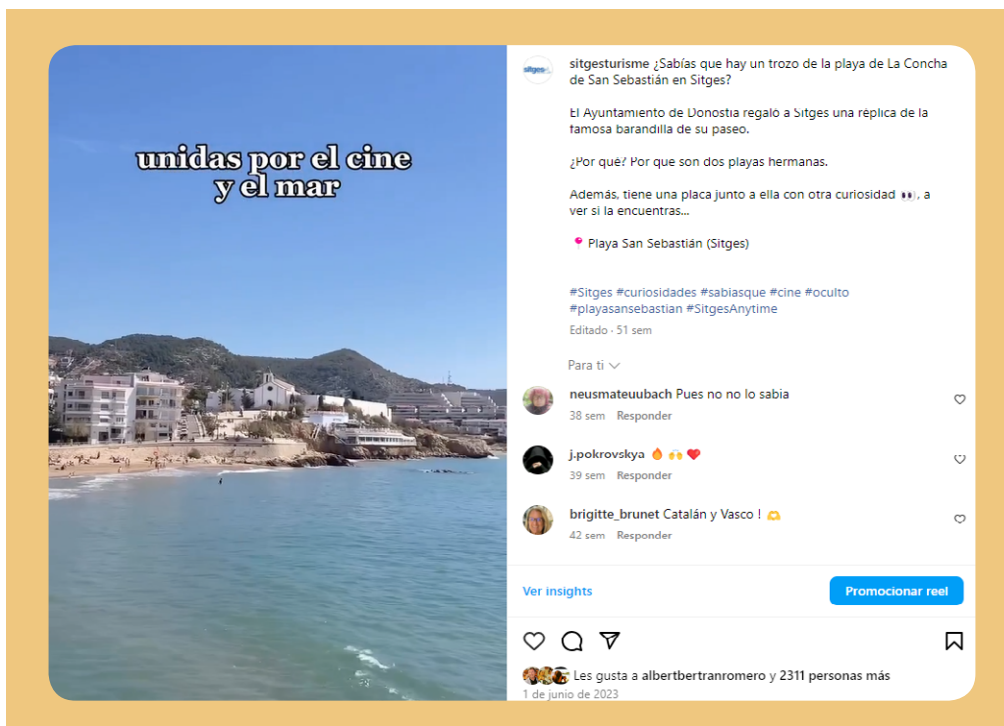 unidas por el cine
y el mar
sitges
sitgesturisme ¿Sabías que hay un trozo de la playa de La Concha
de San Sebastián en Sitges?
El Ayuntamiento de Donostia regaló a Sitges una réplica de la
famosa barandilla de su paseo.
¿Por qué? Por que son dos playas hermanas.
Además, tiene una placa junto a ella con otra curiosidad 👀, a
ver si la encuentras...
📍 Playa San Sebastián (Sitges)
#Sitges #curiosidades #sabiasque #cine #oculto
#playasansebastian #SitgesAnytime
Editado · 51 sem
Para ti
neusmateuubach Pues no no lo sabia
38 sem Responder
j.pokrovskya 🔥 🙌 ❤️
39 sem Responder
brigitte_brunet Catalán y Vasco ! 🫶
42 sem Responder
Ver insights
Promocionar reel
Les gusta a albertbertranromero y 2311 personas más
1 de junio de 2023